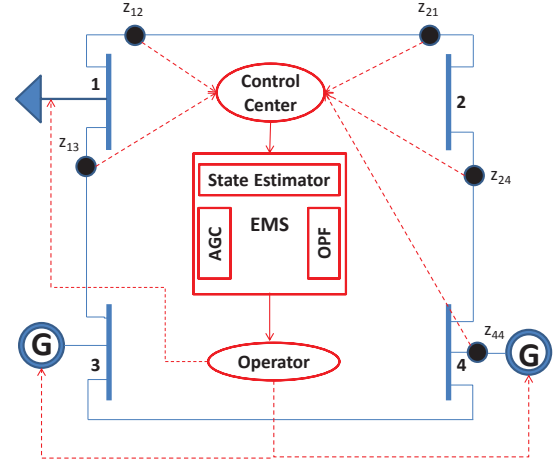 z12
z21
1
Control
Center
2
z13
z24
State Estimator
AGC
EMS
OPF
z44
G
3
Operator
4
G